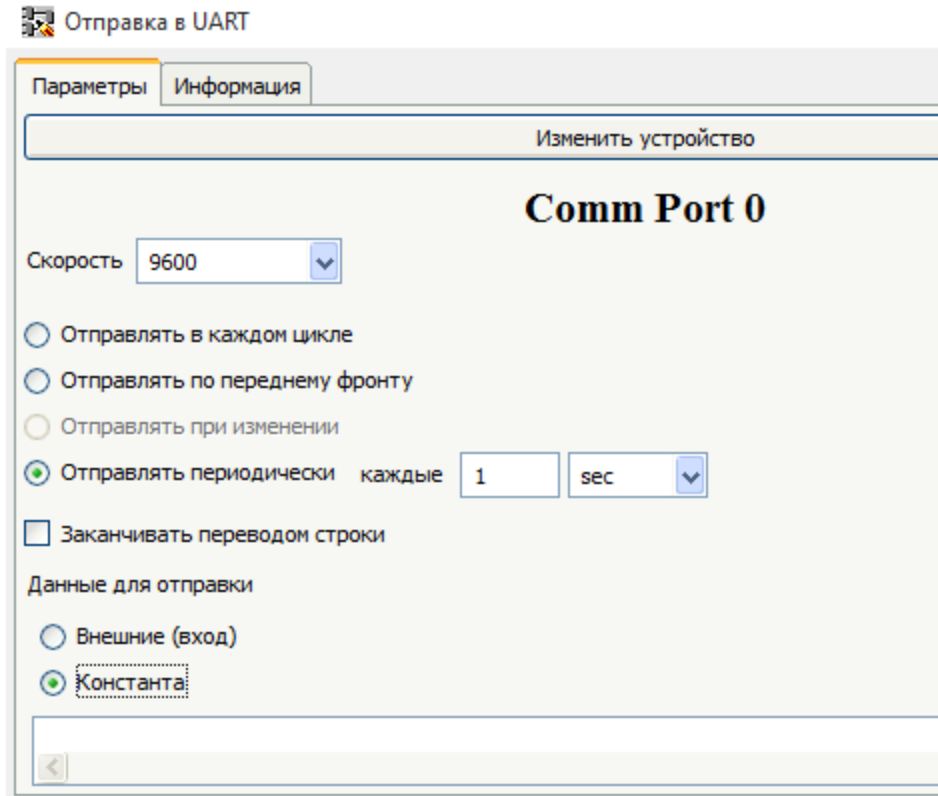 Отправка в UART
Параметры Информация
Изменить устройство
Comm Port 0
Скорость 9600
Отправлять в каждом цикле
Отправлять по переднему фронту
Отправлять при изменении
Отправлять периодически каждые 1 sec
Заканчивать переводом строки
Данные для отправки
Внешние (вход)
Константа